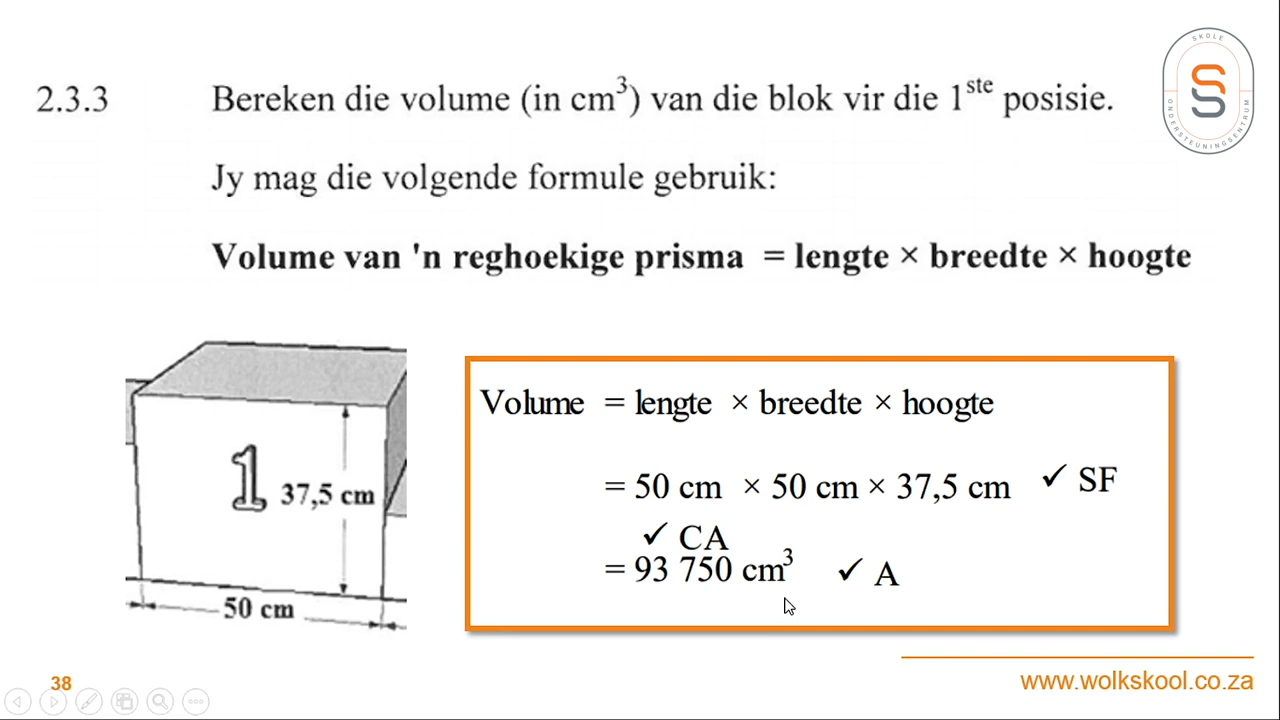 SKOLE
ONDERSTEUNINGSENTRUM
2.3.3 Bereken die volume (in cm³) van die blok vir die 1ste posisie.
Jy mag die volgende formule gebruik:
Volume van 'n reghoekige prisma = lengte × breedte × hoogte
1
37,5 cm
50 cm
Volume = lengte × breedte × hoogte
= 50 cm × 50 cm × 37,5 cm ✓ SF
✓ CA
= 93 750 cm³ ✓ A
38
www.wolkskool.co.za